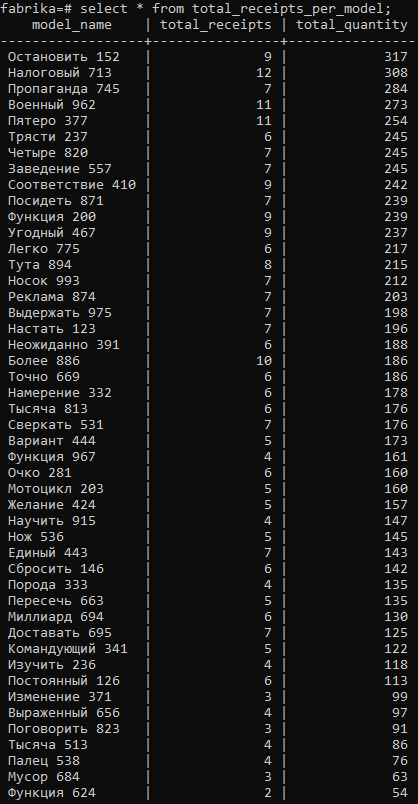 fabrika=# select * from total_receipts_per_model;
model_name | total_receipts | total_quantity
-------------------+----------------+----------------
Остановить 152 | 9 | 317
Налоговый 713 | 12 | 308
Пропаганда 745 | 7 | 284
Военный 962 | 11 | 273
Пятеро 377 | 11 | 254
Трясти 237 | 6 | 245
Четыре 820 | 7 | 245
Заведение 557 | 7 | 245
Соответствие 410 | 9 | 242
Посидеть 871 | 7 | 239
Функция 200 | 9 | 239
Угодный 467 | 9 | 237
Легко 775 | 6 | 217
Тута 894 | 8 | 215
Носок 993 | 7 | 212
Реклама 874 | 7 | 203
Выдержать 975 | 7 | 198
Настать 123 | 7 | 196
Неожиданно 391 | 6 | 188
Более 886 | 10 | 186
Точно 669 | 6 | 186
Намерение 332 | 6 | 178
Тысяча 813 | 6 | 176
Сверкать 531 | 7 | 176
Вариант 444 | 5 | 173
Функция 967 | 4 | 161
Очко 281 | 6 | 160
Мотоцикл 203 | 5 | 160
Желание 424 | 5 | 157
Научить 915 | 4 | 147
Нож 536 | 5 | 145
Единый 443 | 7 | 143
Сбросить 146 | 6 | 142
Порода 333 | 4 | 135
Пересечь 663 | 5 | 135
Миллиард 694 | 6 | 130
Доставать 695 | 7 | 125
Командующий 341 | 5 | 122
Изучить 236 | 4 | 118
Постоянный 126 | 6 | 113
Изменение 371 | 3 | 99
Выраженный 656 | 4 | 97
Поговорить 823 | 3 | 91
Тысяча 513 | 4 | 86
Палец 538 | 4 | 76
Мусор 684 | 3 | 63
Функция 624 | 2 | 54